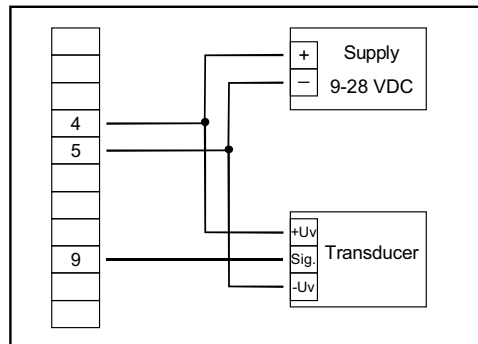 4
5
9
+
–
Supply
9-28 VDC
+Uv
Sig.
-Uv
Transducer